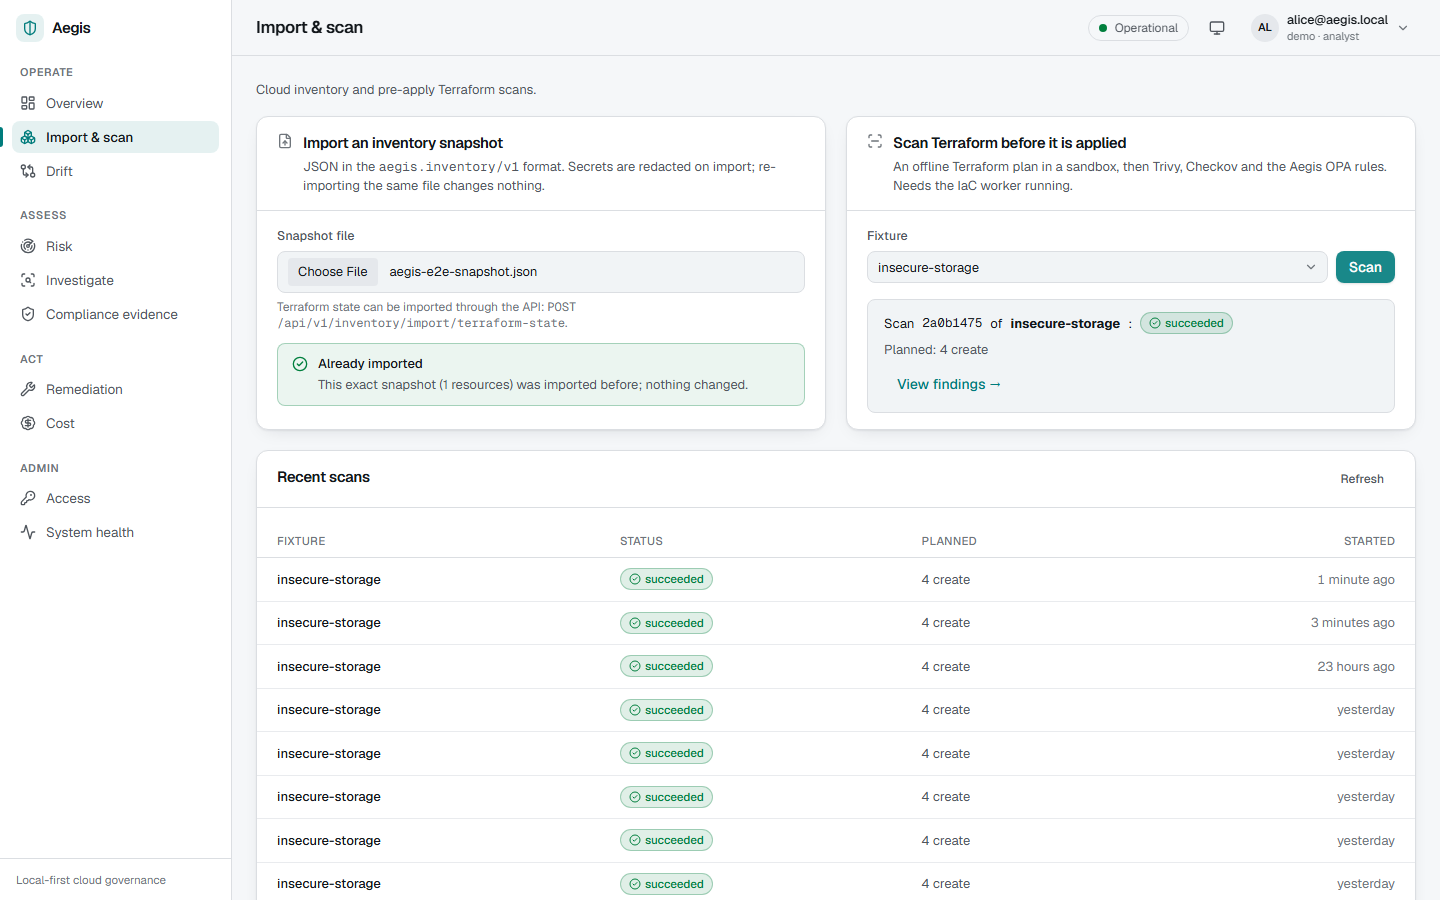 Aegis
OPERATE
Overview
Import & scan
Drift
ASSESS
Risk
Investigate
Compliance evidence
ACT
Remediation
Cost
ADMIN
Access
System health
Local-first cloud governance
Import & scan
Operational
AL
alice@aegis.local
demo · analyst
Cloud inventory and pre-apply Terraform scans.
Import an inventory snapshot
JSON in the aegis.inventory/v1 format. Secrets are redacted on import; re-
importing the same file changes nothing.
Snapshot file
Choose File aegis-e2e-snapshot.json
Terraform state can be imported through the API: POST
/api/v1/inventory/import/terraform-state.
Already imported
This exact snapshot (1 resources) was imported before; nothing changed.
Scan Terraform before it is applied
An offline Terraform plan in a sandbox, then Trivy, Checkov and the Aegis OPA rules.
Needs the IaC worker running.
Fixture
insecure-storage
Scan
Scan 2a0b1475 of insecure-storage : succeeded
Planned: 4 create
View findings →
Recent scans
Refresh
FIXTURE STATUS PLANNED STARTED
insecure-storage succeeded 4 create 1 minute ago
insecure-storage succeeded 4 create 3 minutes ago
insecure-storage succeeded 4 create 23 hours ago
insecure-storage succeeded 4 create yesterday
insecure-storage succeeded 4 create yesterday
insecure-storage succeeded 4 create yesterday
insecure-storage succeeded 4 create yesterday
insecure-storage succeeded 4 create yesterday